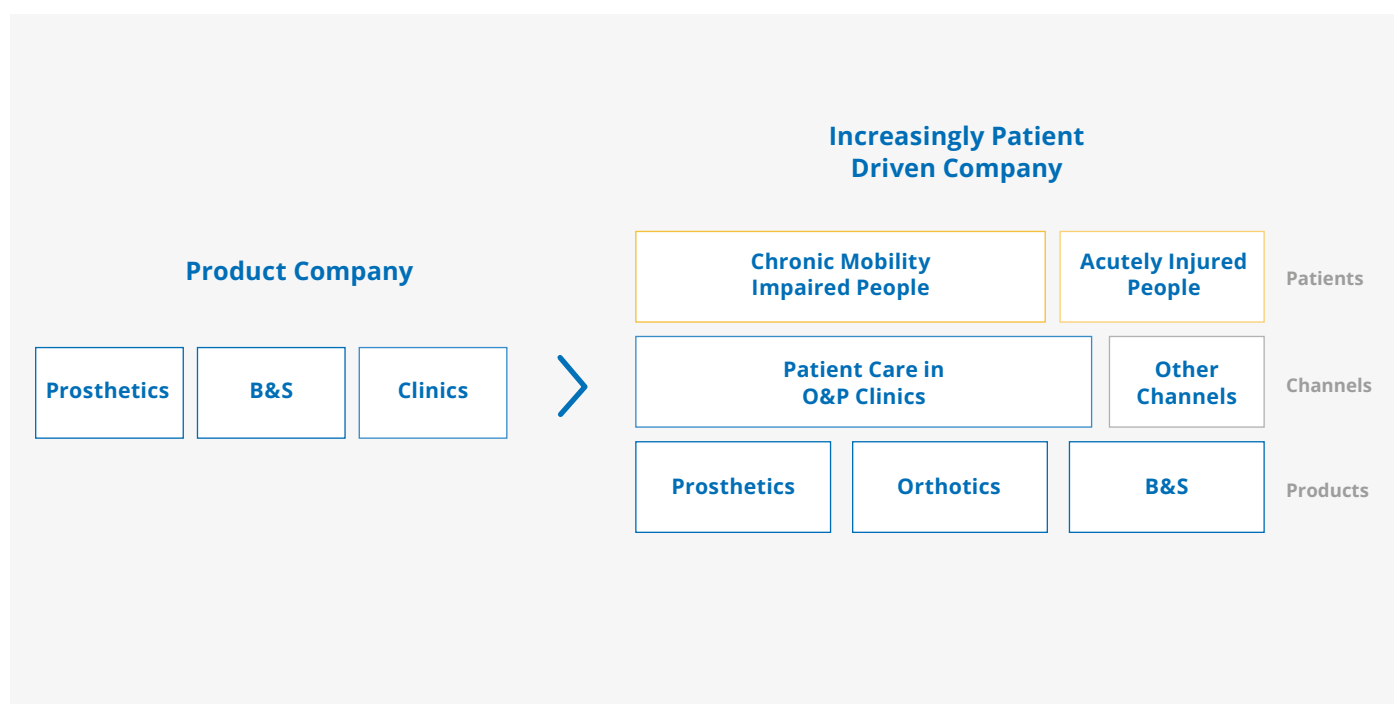 Product Company
Prosthetics
B&S
Clinics
Increasingly Patient
Driven Company
Chronic Mobility
Impaired People
Acutely Injured
People
Patients
Patient Care in
O&P Clinics
Other
Channels
Channels
Prosthetics
Orthotics
B&S
Products